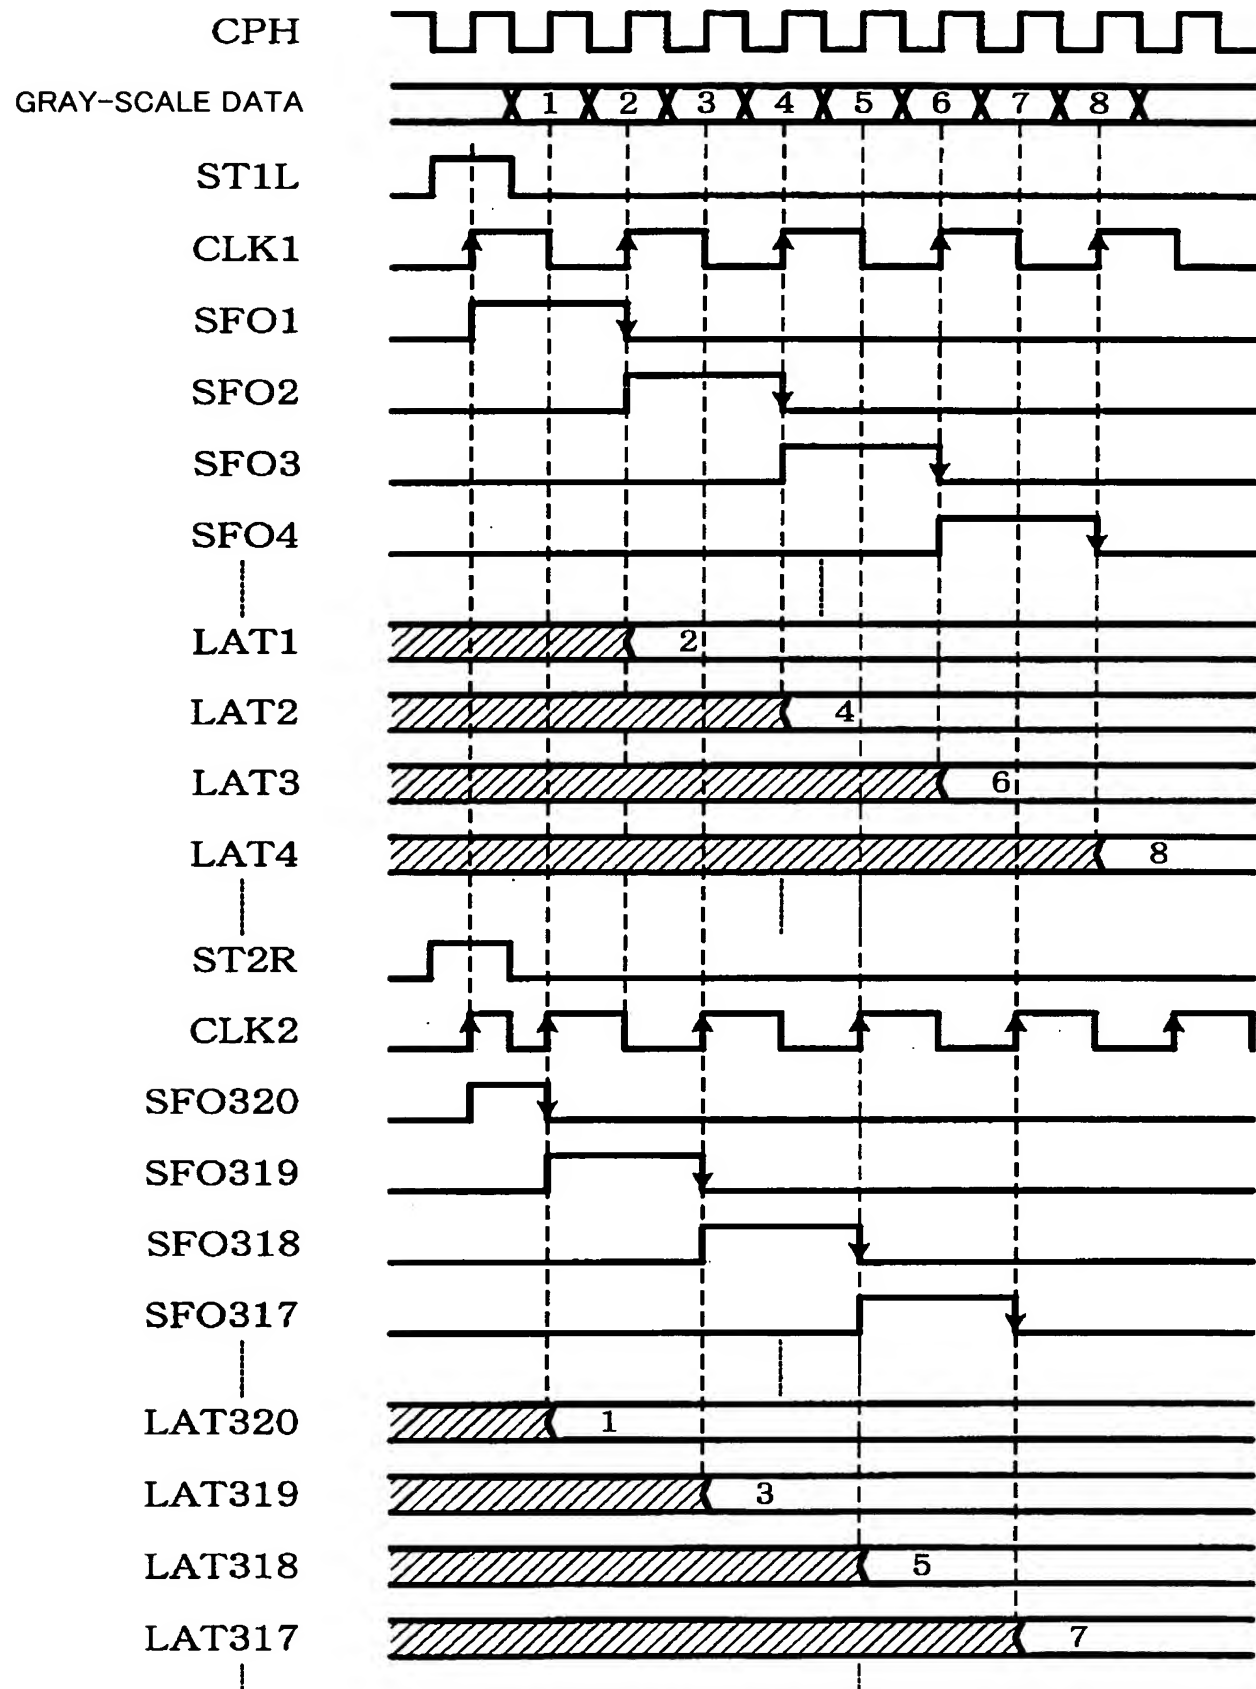 CPH
GRAY-SCALE DATA 1 2 3 4 5 6 7 8
ST1L
CLK1
SFO1
SFO2
SFO3
SFO4
LAT1 2
LAT2 4
LAT3 6
LAT4 8
ST2R
CLK2
SFO320
SFO319
SFO318
SFO317
LAT320 1
LAT319 3
LAT318 5
LAT317 7